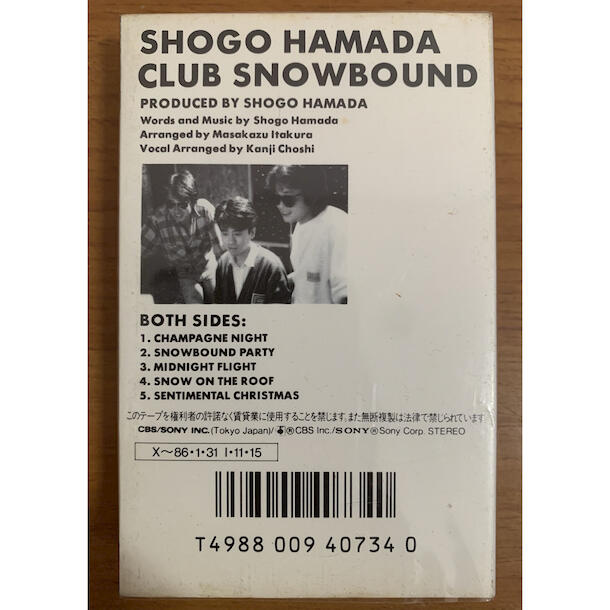 SHOGO HAMADA
CLUB SNOWBOUND
PRODUCED BY SHOGO HAMADA
Words and Music by Shogo Hamada
Arranged by Masakazu Itakura
Vocal Arranged by Kanji Choshi
BOTH SIDES:
1. CHAMPAGNE NIGHT
2. SNOWBOUND PARTY
3. MIDNIGHT FLIGHT
4. SNOW ON THE ROOF
5. SENTIMENTAL CHRISTMAS
このテープを権利者の許諾なく賃貸業に使用することを禁じます。また無断複製は法律で禁じられています
CBS/SONY INC. (Tokyo Japan)/ ℗ CBS Inc./SONY ® Sony Corp. STEREO
X〜86・1・31 I・11・15
T4988 009 40734 0